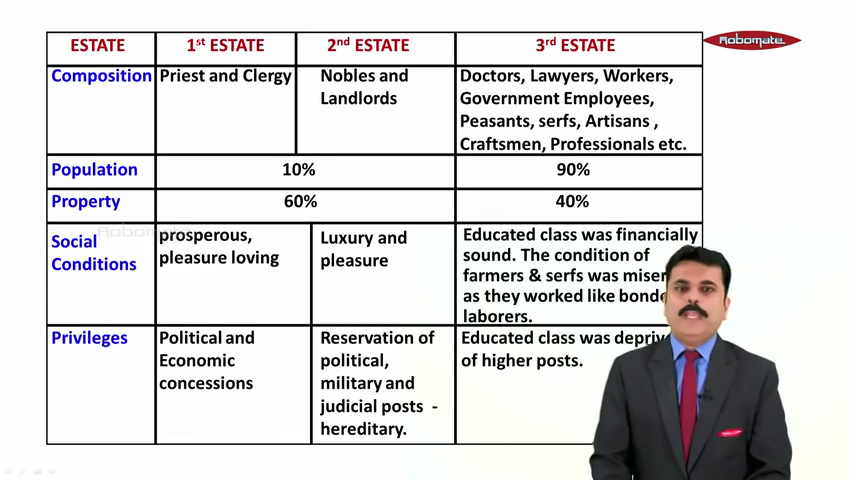 ESTATE 1st ESTATE 2nd ESTATE 3rd ESTATE
Robomate
Composition Priest and Clergy
Nobles and
Landlords
Doctors, Lawyers, Workers,
Government Employees,
Peasants, serfs, Artisans ,
Craftsmen, Professionals etc.
Population 10% 90%
Property 60% 40%
Robomate
Social
Conditions
prosperous,
pleasure loving
Luxury and
pleasure
Educated class was financially
sound. The condition of
farmers & serfs was miser
as they worked like bonde
laborers.
Privileges
Political and
Economic
concessions
Reservation of
political,
military and
judicial posts -
hereditary.
Educated class was depriv
of higher posts.